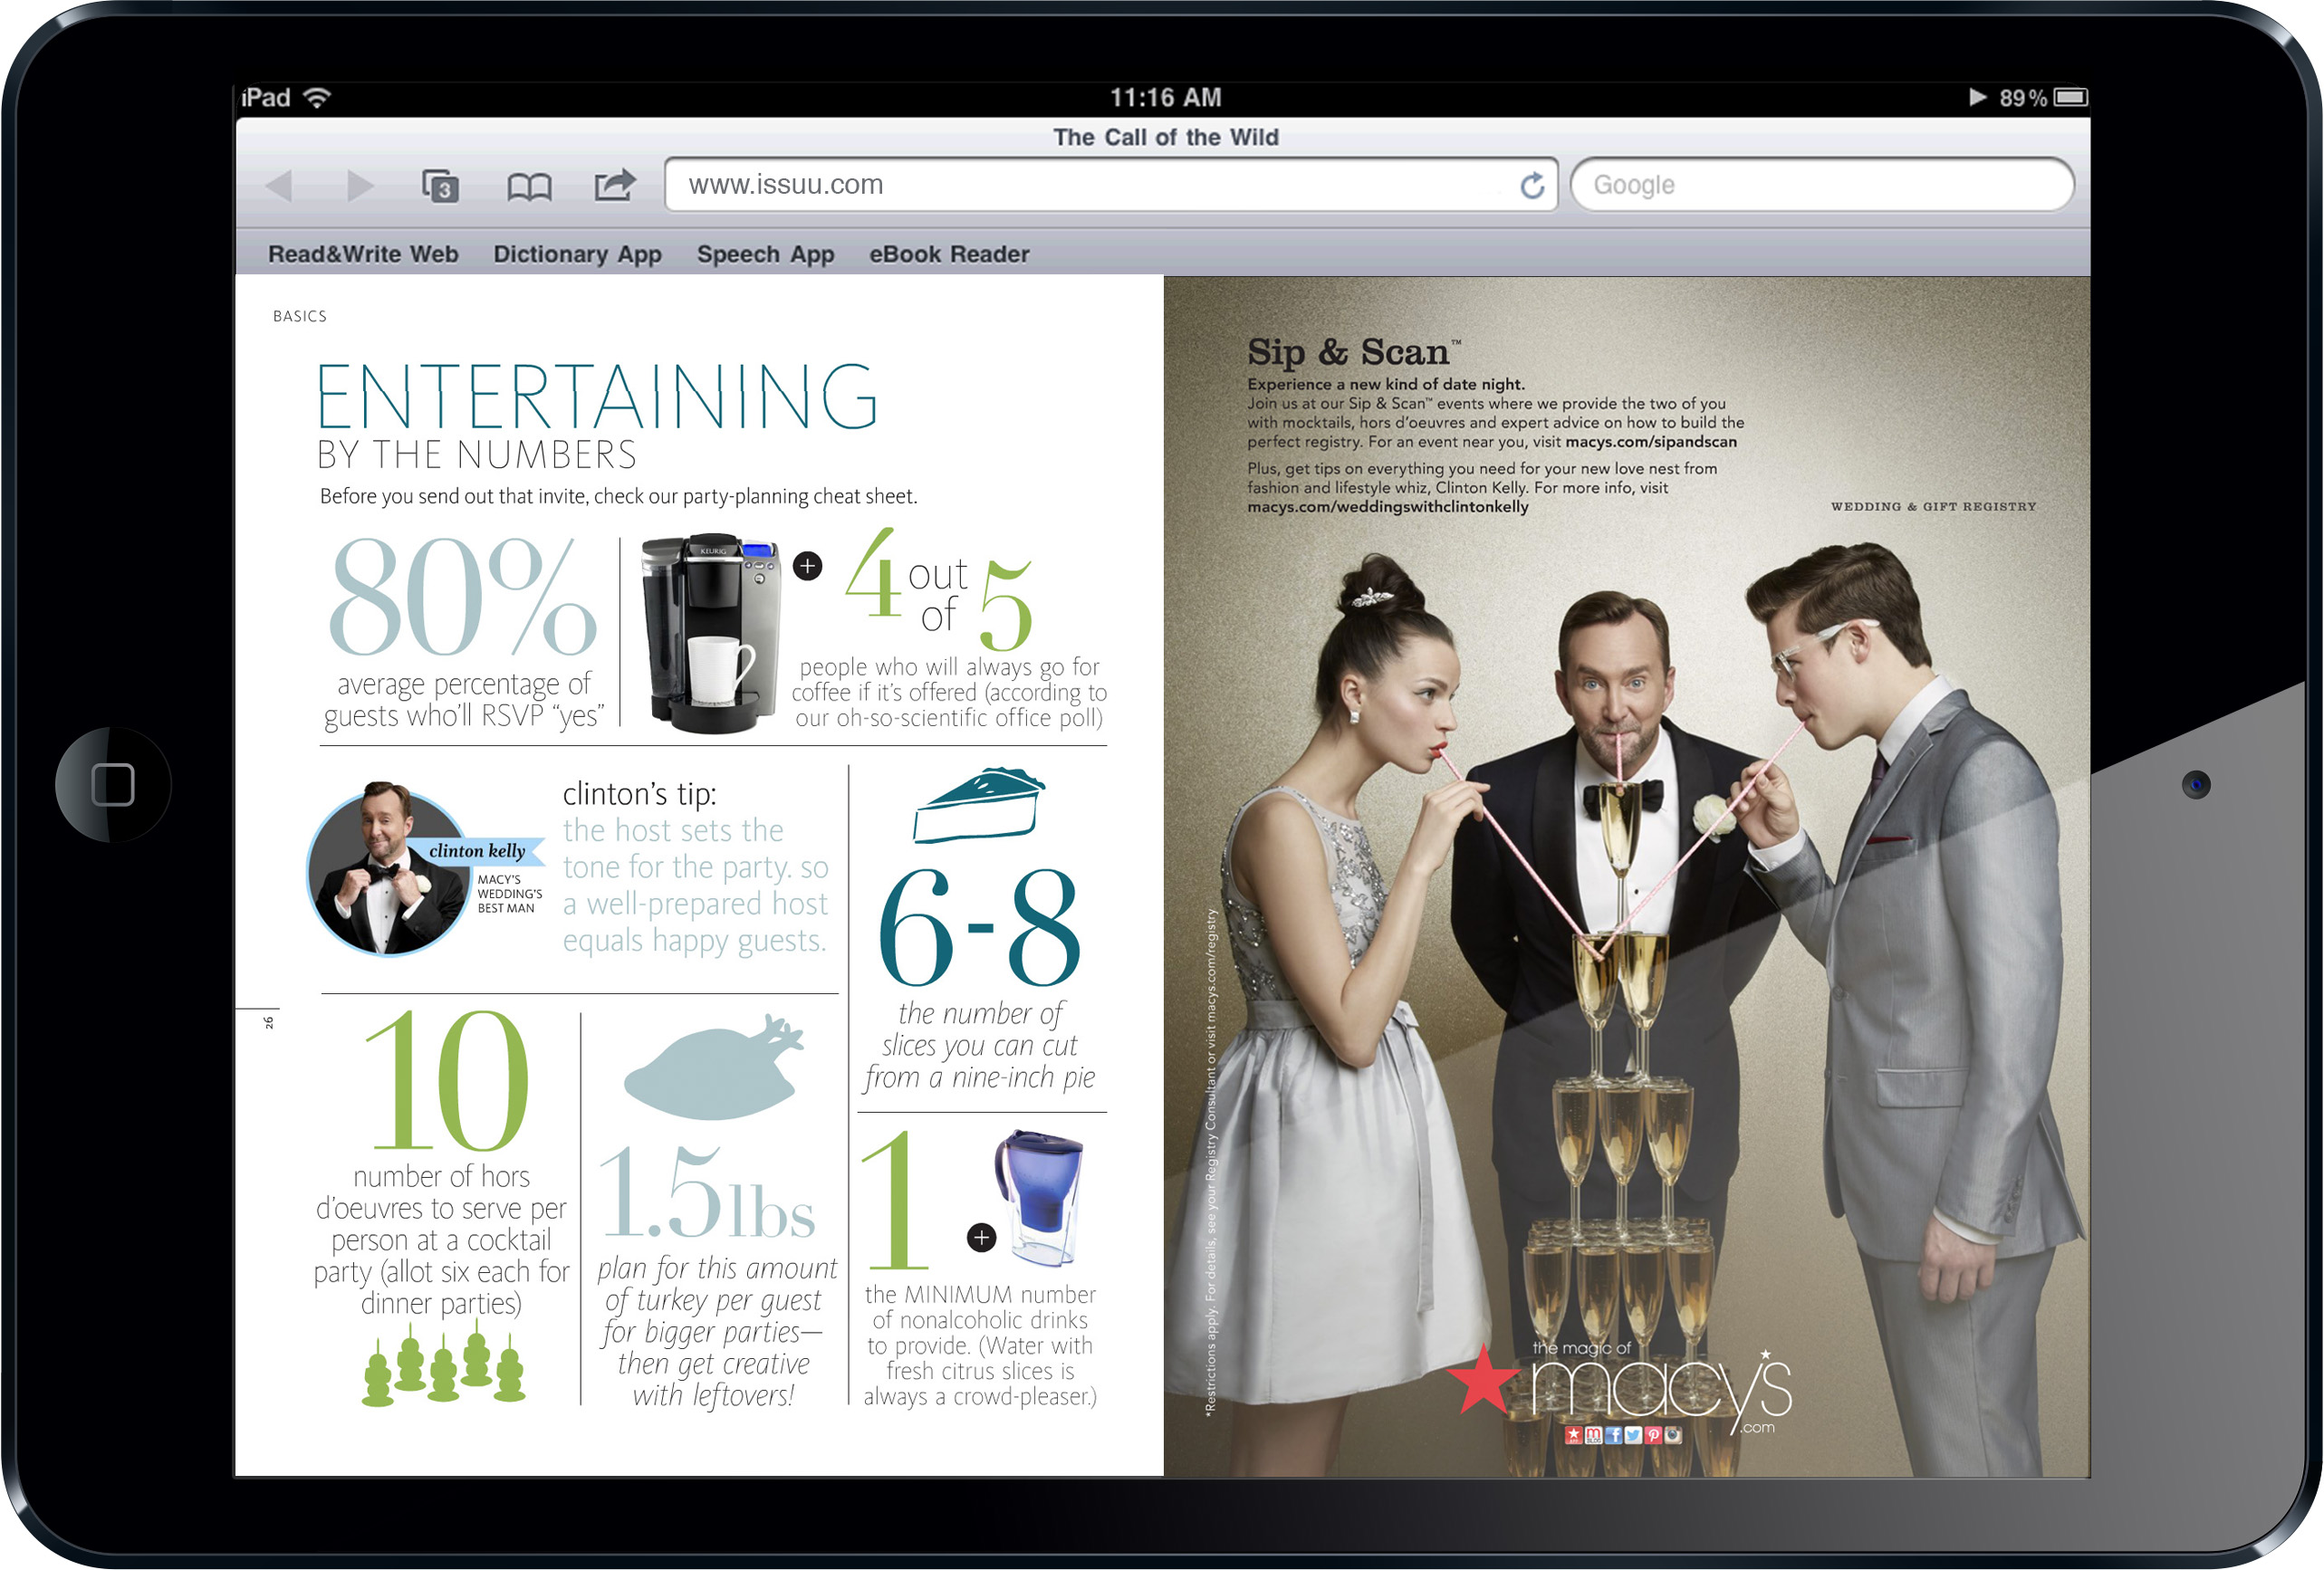 iPad
11:16 AM
89%
The Call of the Wild
3
www.issuu.com
Google
Read&Write Web
Dictionary App
Speech App
eBook Reader
BASICS
ENTERTAINING
BY THE NUMBERS
Before you send out that invite, check our party-planning cheat sheet.
80%
average percentage of
guests who'll RSVP “yes”
KEURIG
+
4 out of 5
people who will always go for
coffee if it's offered (according to
our oh-so-scientific office poll)
clinton kelly
MACY'S
WEDDING'S
BEST MAN
clinton's tip:
the host sets the
tone for the party. so
a well-prepared host
equals happy guests.
6-8
the number of
slices you can cut
from a nine-inch pie
26
10
number of hors
d'oeuvres to serve per
person at a cocktail
party (allot six each for
dinner parties)
1.5lbs
plan for this amount
of turkey per guest
for bigger parties—
then get creative
with leftovers!
1
+
the MINIMUM number
of nonalcoholic drinks
to provide. (Water with
fresh citrus slices is
always a crowd-pleaser.)
Sip & Scan™
Experience a new kind of date night.
Join us at our Sip & Scan™ events where we provide the two of you
with mocktails, hors d'oeuvres and expert advice on how to build the
perfect registry. For an event near you, visit macys.com/sipandscan
Plus, get tips on everything you need for your new love nest from
fashion and lifestyle whiz, Clinton Kelly. For more info, visit
macys.com/weddingswithclintonkelly
WEDDING & GIFT REGISTRY
*Restrictions apply. For details, see your Registry Consultant or visit macys.com/registry
the magic of
macy's
.com